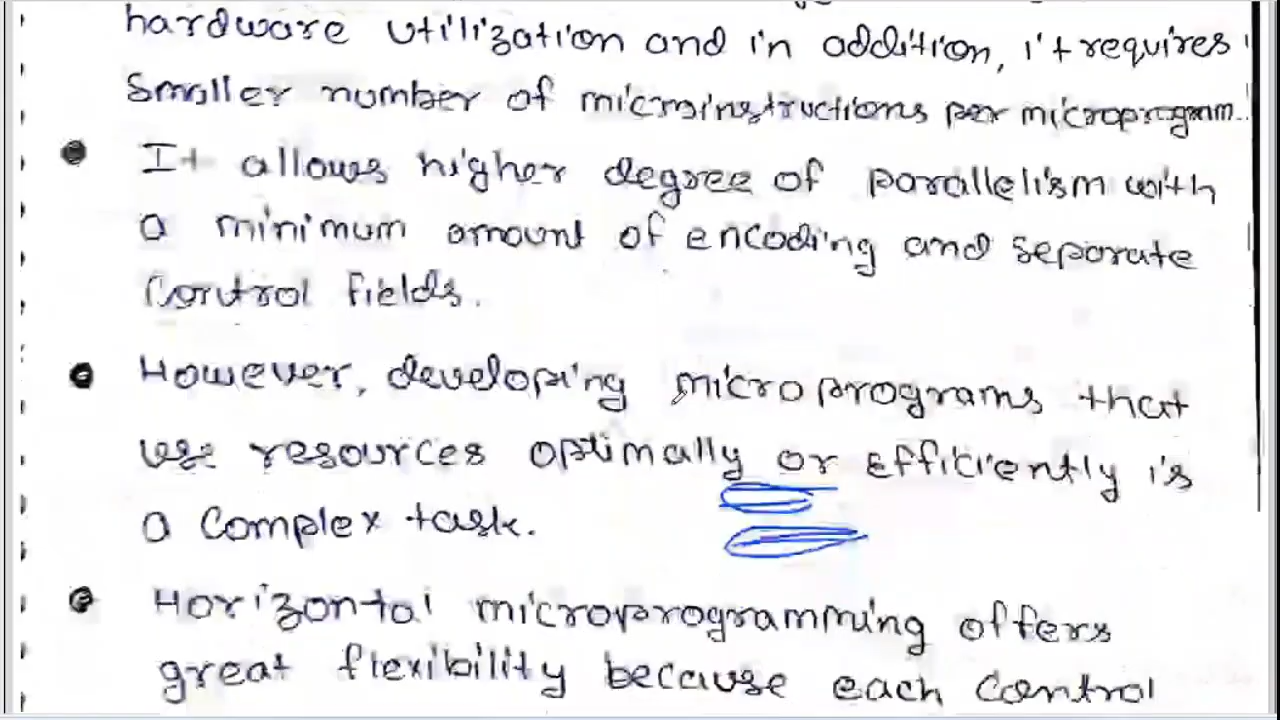 hardware utilization and in addition, it requires
smaller number of microinstructions per microprogram.
• It allows higher degree of parallelism with
a minimum amount of encoding and separate
control fields.
• However, developing microprograms that
use resources optimally or efficiently is
a complex task.
• Horizontal microprogramming offers
great flexibility because each control